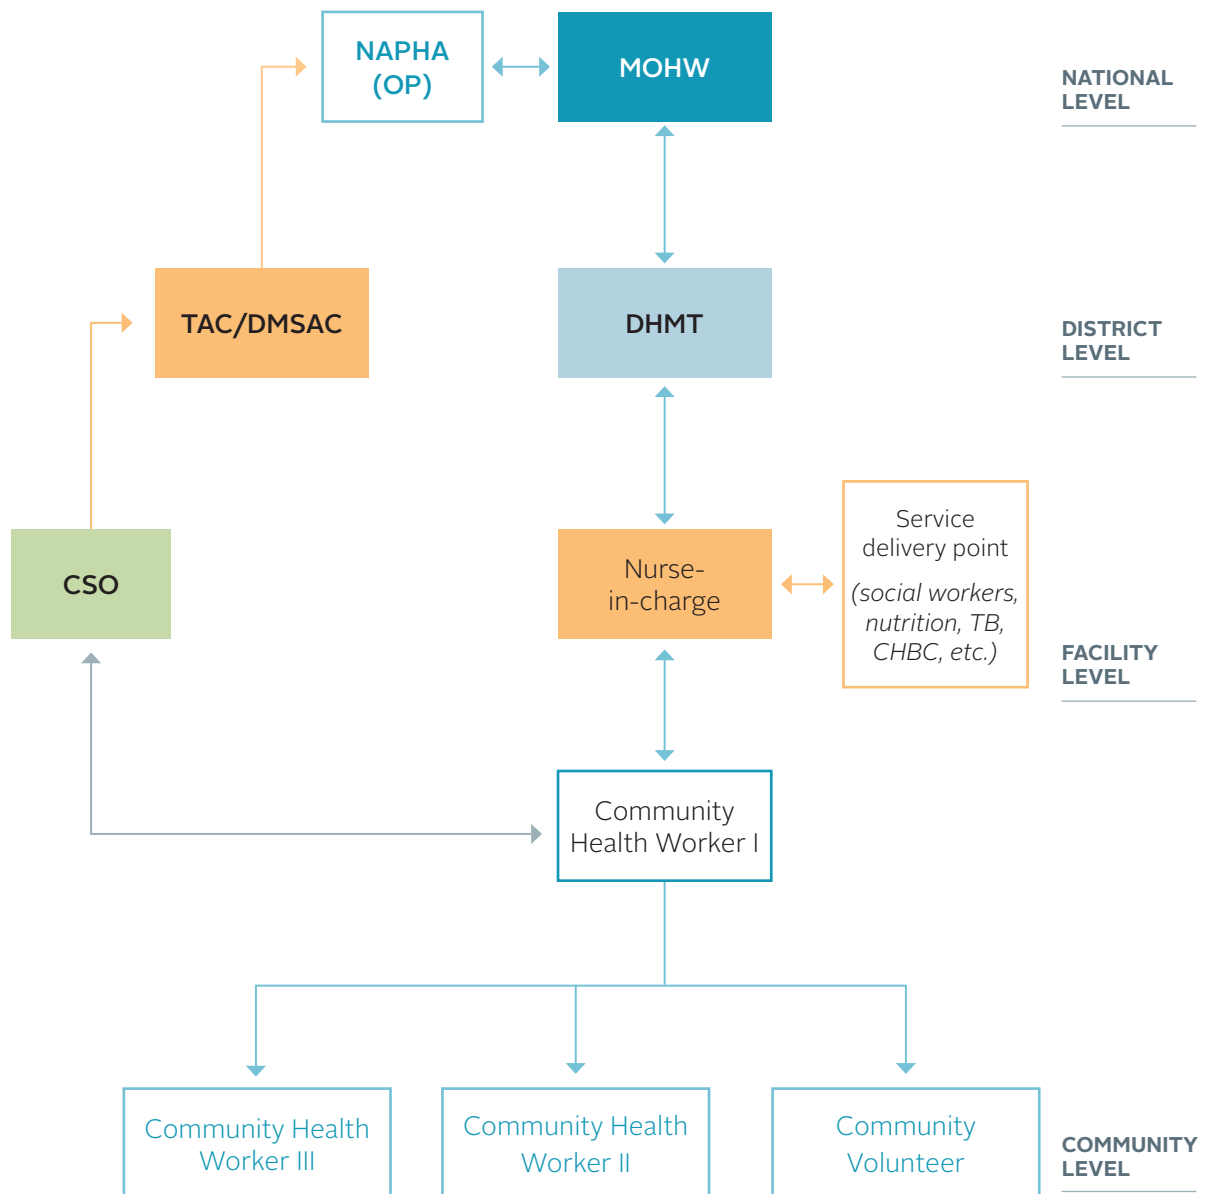 NAPHA
(OP)
MOHW
NATIONAL
LEVEL
TAC/DMSAC
DHMT
DISTRICT
LEVEL
CSO
Nurse-
in-charge
Service
delivery point
(social workers,
nutrition, TB,
CHBC, etc.)
FACILITY
LEVEL
Community
Health Worker I
Community Health
Worker III
Community Health
Worker II
Community
Volunteer
COMMUNITY
LEVEL